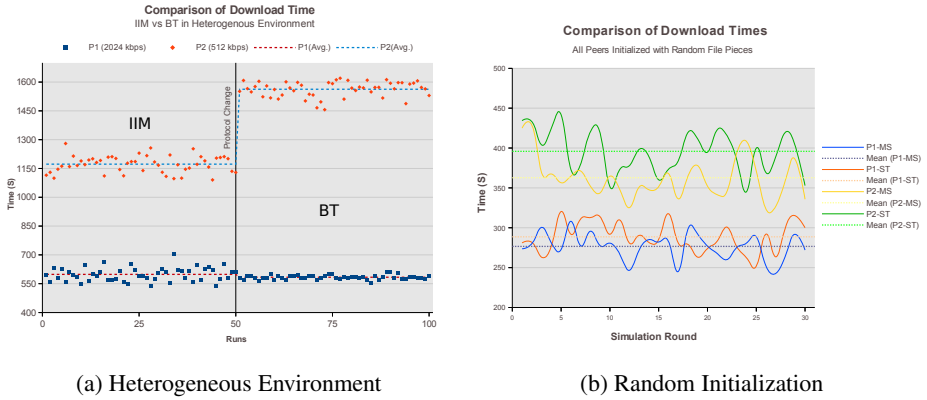 Comparison of Download Time
IIM vs BT in Heterogenous Environment
P1 (2024 kbps) P2 (512 kbps) P1(Avg.) P2(Avg.)
1600
1450
1300
1150
1000
850
700
550
400
Time (S)
IIM
Protocol Change
BT
0 25 50 75 100
Runs
(a) Heterogeneous Environment
Comparison of Download Times
All Peers Initialized with Random File Pieces
500
450
400
350
300
250
200
Time (S)
0 5 10 15 20 25 30
Simulation Round
P1-MS
Mean (P1-MS)
P1-ST
Mean (P1-ST)
P2-MS
Mean (P2-MS)
P2-ST
Mean (P2-ST)
(b) Random Initialization